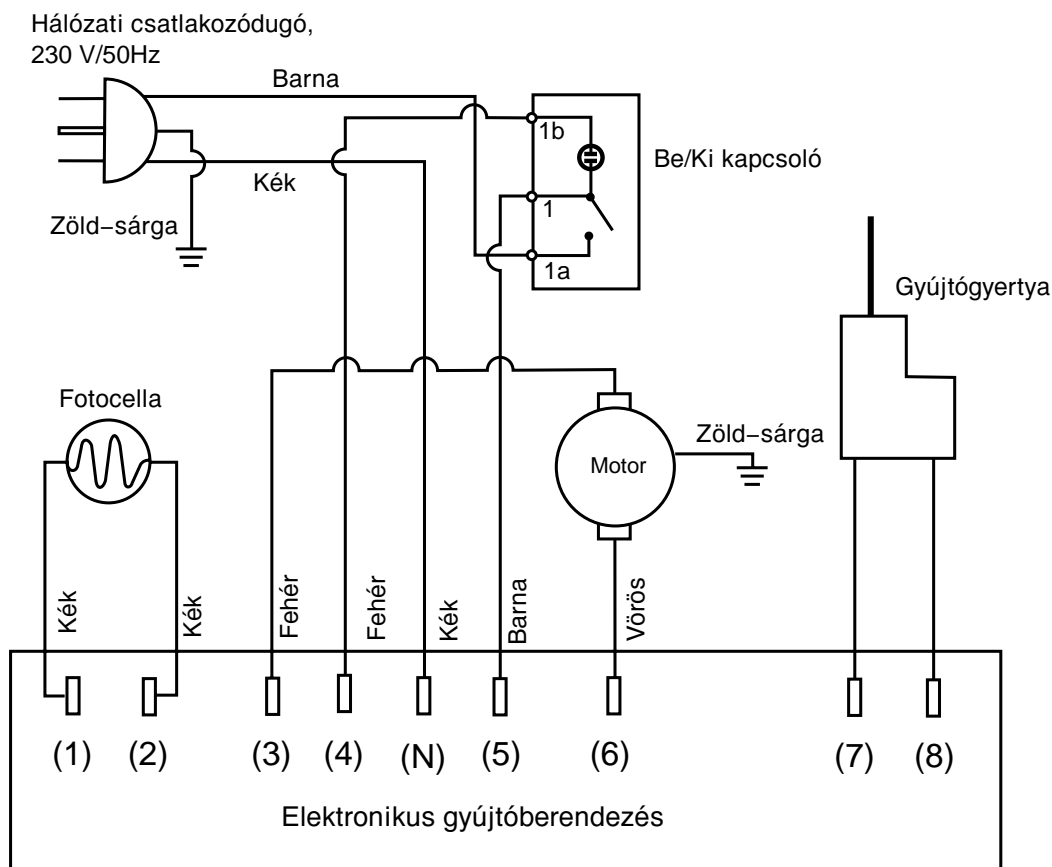 Hálózati csatlakozódugó,
230 V/50Hz
Barna
1b
Be/Ki kapcsoló
Kék
1
Zöld–sárga
1a
Gyújtógyertya
Fotocella
Zöld–sárga
Motor
Kék
Kék
Fehér
Fehér
Kék
Barna
Vörös
(1) (2) (3) (4) (N) (5) (6) (7) (8)
Elektronikus gyújtóberendezés